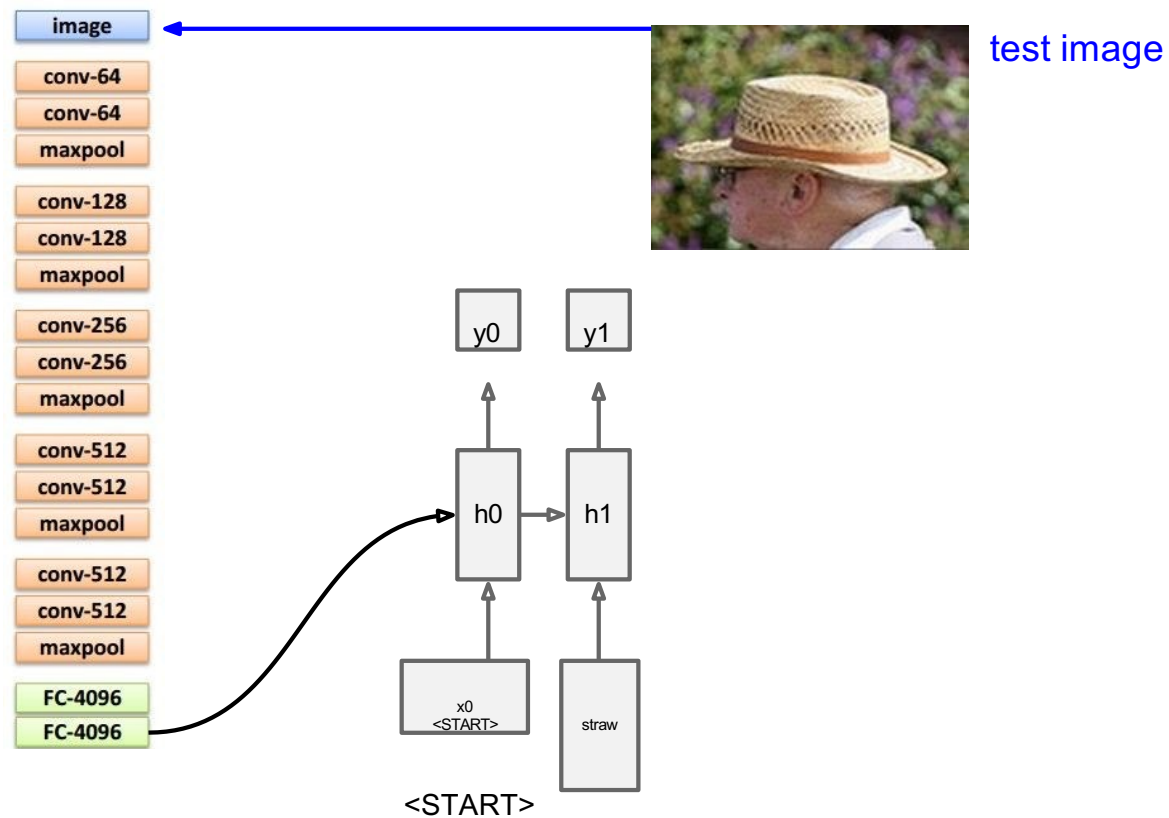 image
test image
conv-64
conv-64
maxpool
conv-128
conv-128
maxpool
conv-256
conv-256
maxpool
conv-512
conv-512
maxpool
conv-512
conv-512
maxpool
FC-4096
FC-4096
y0
y1
h0
h1
x0
<START>
straw
<START>